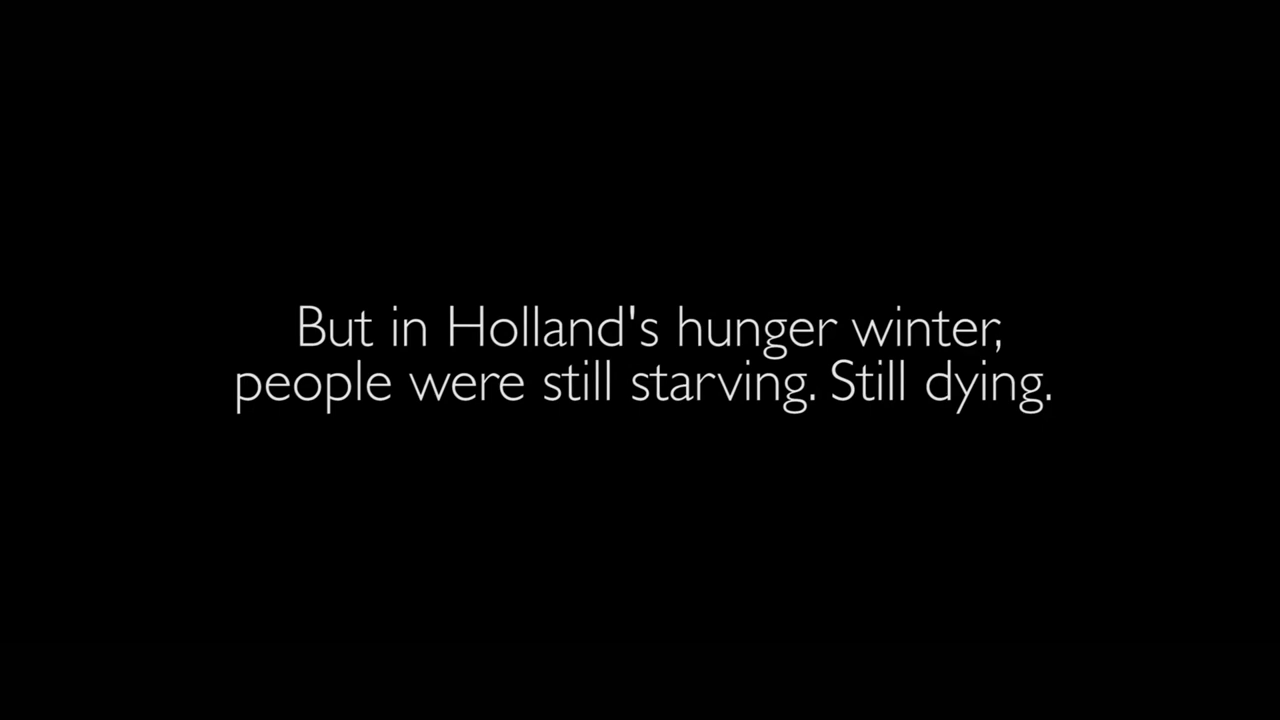 But in Holland's hunger winter,
people were still starving. Still dying.